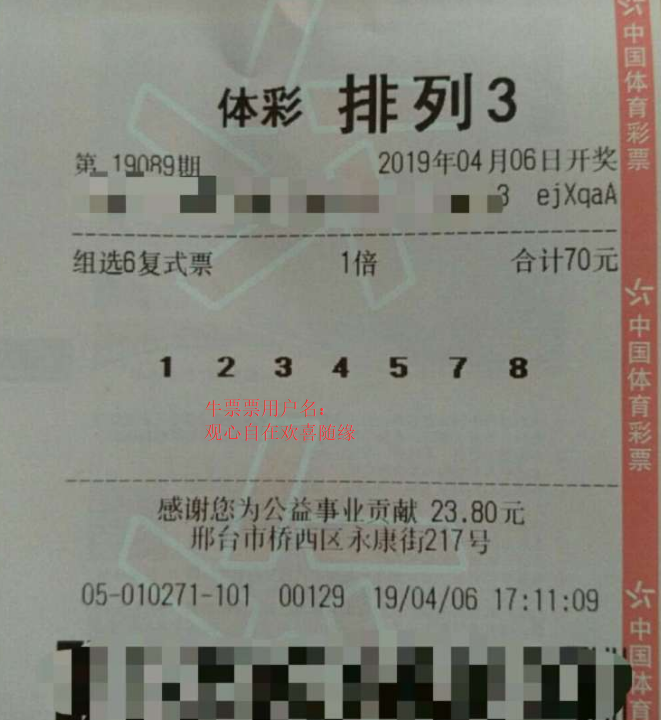 体彩 排列3
第 19089期 2019年04月06日开奖
3 ejXqaA
组选6复式票 1倍 合计70元
1 2 3 4 5 7 8
牛票票用户名:
观心自在欢喜随缘
感谢您为公益事业贡献 23.80元
邢台市桥西区永康街217号
05-010271-101 00129 19/04/06 17:11:09
中国体育彩票
中国体育彩票
中国体育